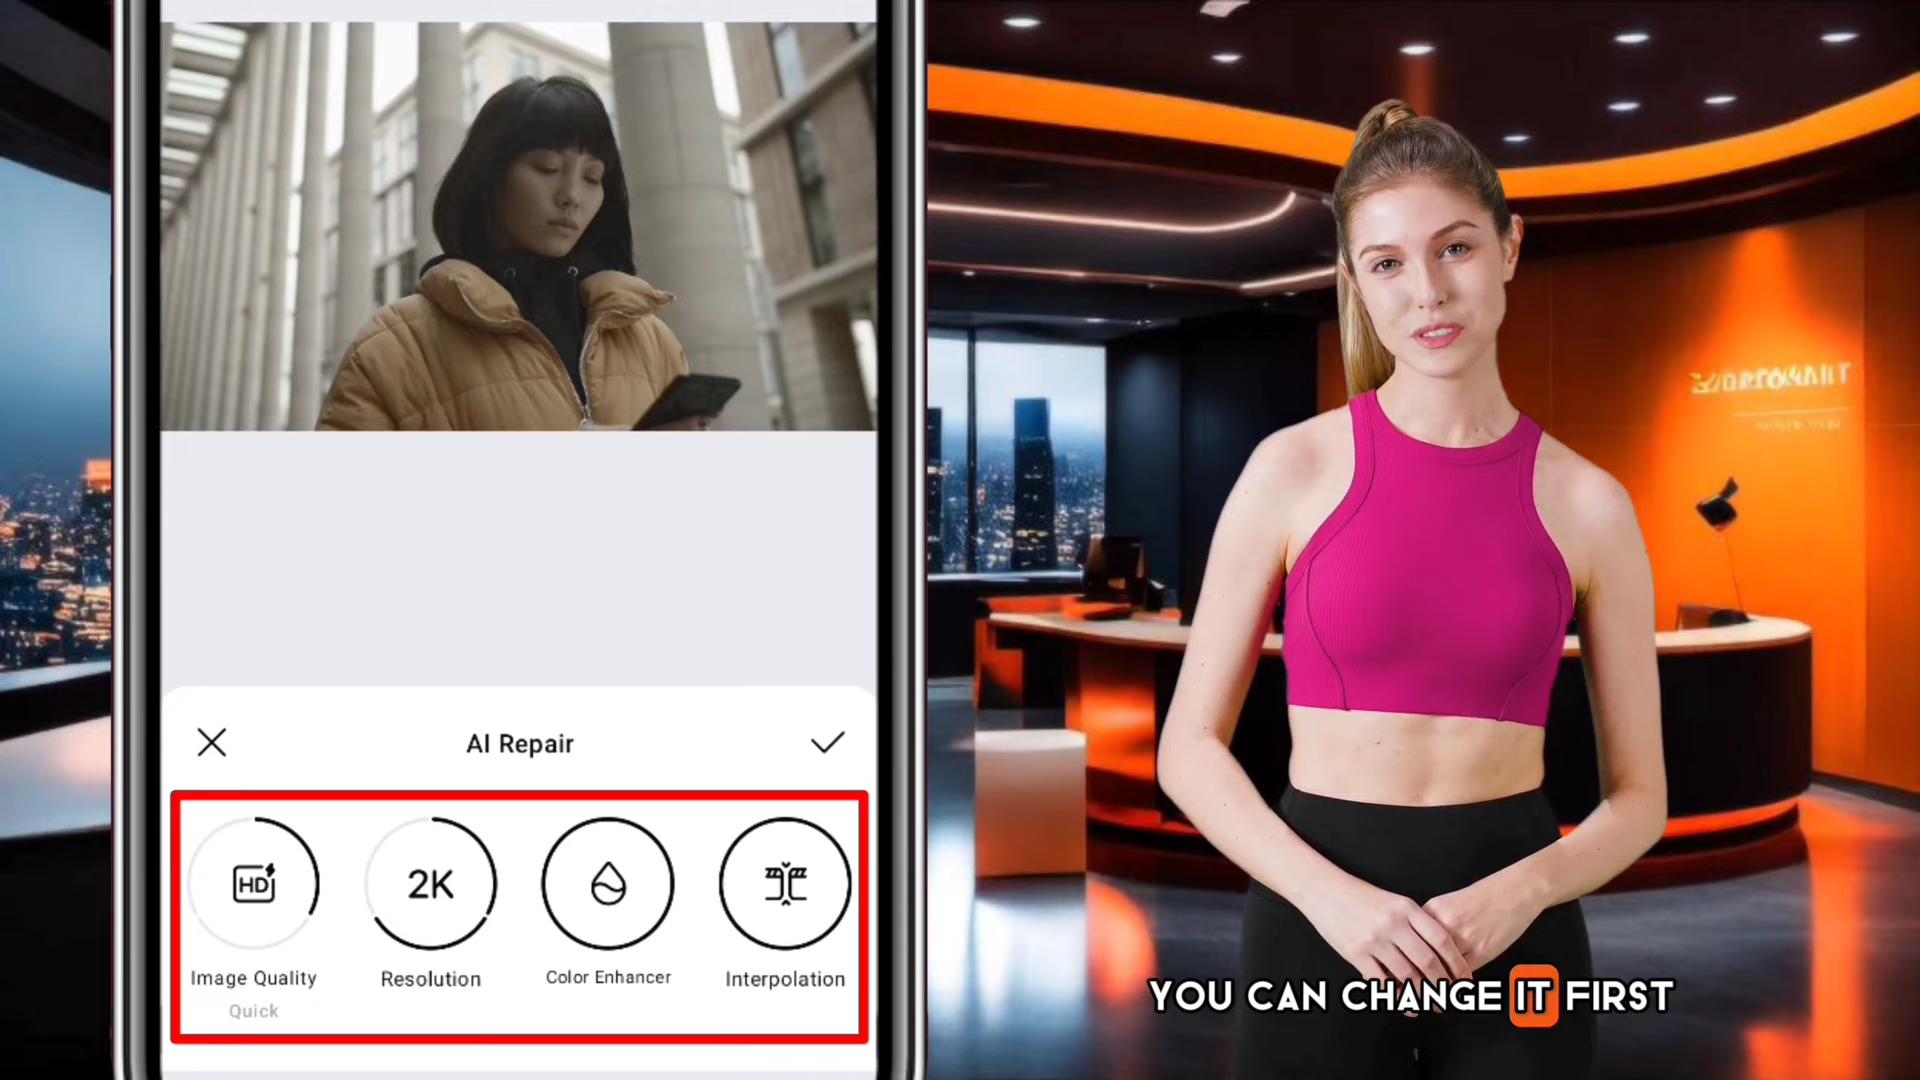 AI Repair
HD
2K
Image Quality
Resolution
Color Enhancer
Interpolation
Quick
YOU CAN CHANGE IT FIRST